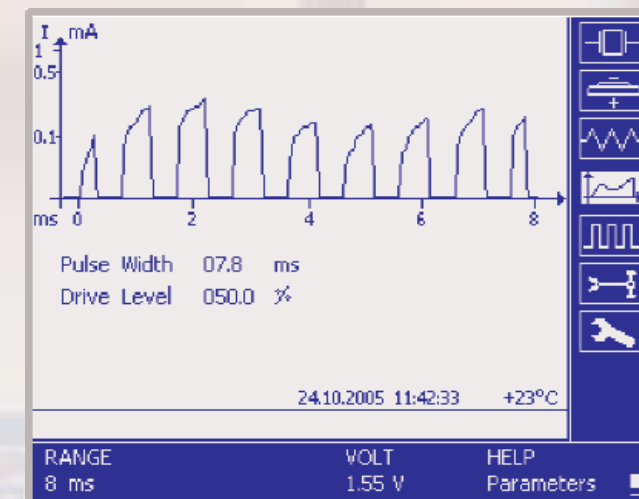 I mA
1
0.5
0.1
ms 0 2 4 6 8
Pulse Width 07.8 ms
Drive Level 050.0 %
24.10.2005 11:42:33 +23°C
RANGE VOLT HELP
8 ms 1.55 V Parameters